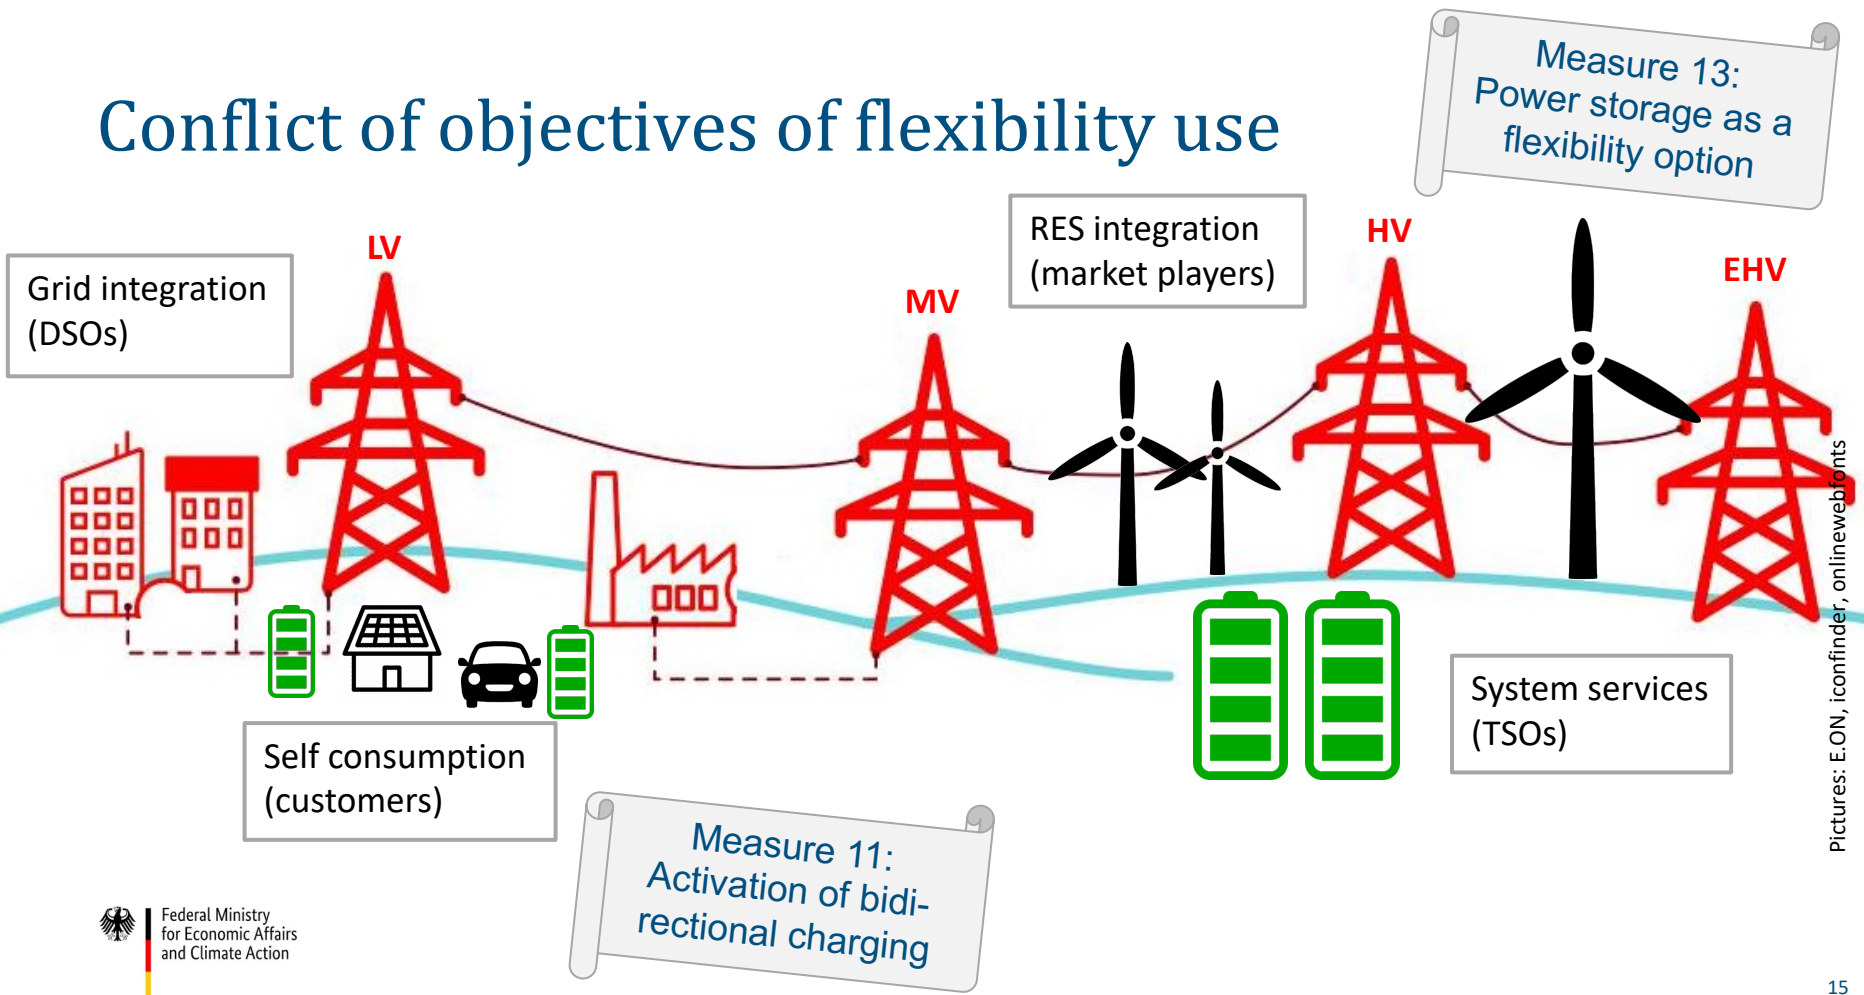 Measure 13:
Power storage as a
flexibility option
Conflict of objectives of flexibility use
Grid integration
(DSOs)
LV
MV
RES integration
(market players)
HV
EHV
Self consumption
(customers)
System services
(TSOs)
Measure 11:
Activation of bidi-
rectional charging
Pictures: E.ON, iconfinder, onlinewebfonts
Federal Ministry
for Economic Affairs
and Climate Action
15